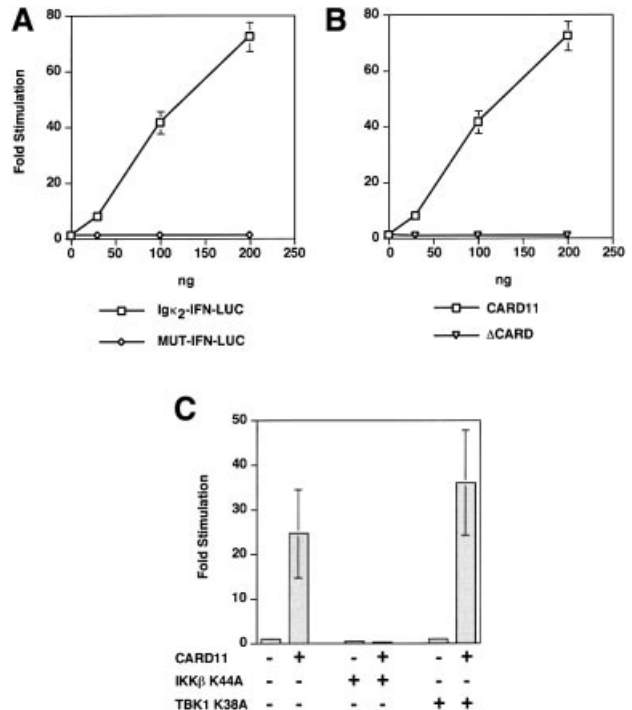 A
Fold Stimulation
80
60
40
20
0
0 50 100 150 200 250
ng
Igκ2-IFN-LUC
MUT-IFN-LUC
B
80
60
40
20
0
0 50 100 150 200 250
ng
CARD11
ΔCARD
C
Fold Stimulation
50
40
30
20
10
0
CARD11 - + - + - +
IKKβ K44A - - + + - -
TBK1 K38A - - - - + +